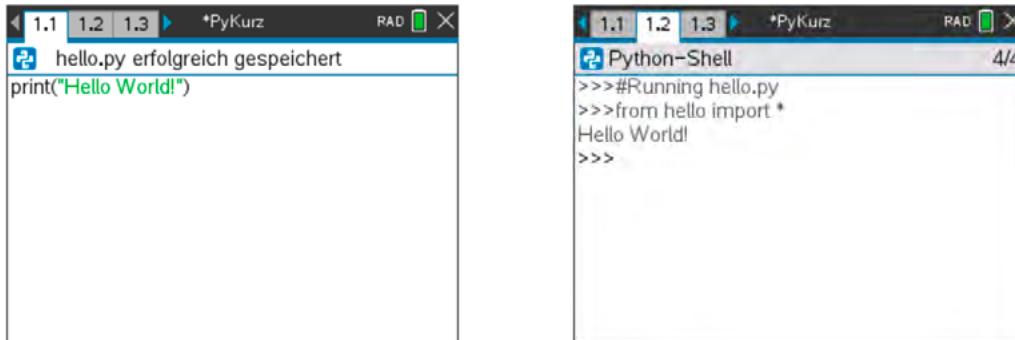 1.1 1.2 1.3 *PyKurz RAD
hello.py erfolgreich gespeichert
print("Hello World!")
1.1 1.2 1.3 *PyKurz RAD
Python-Shell 4/4
>>>#Running hello.py
>>>from hello import *
Hello World!
>>>